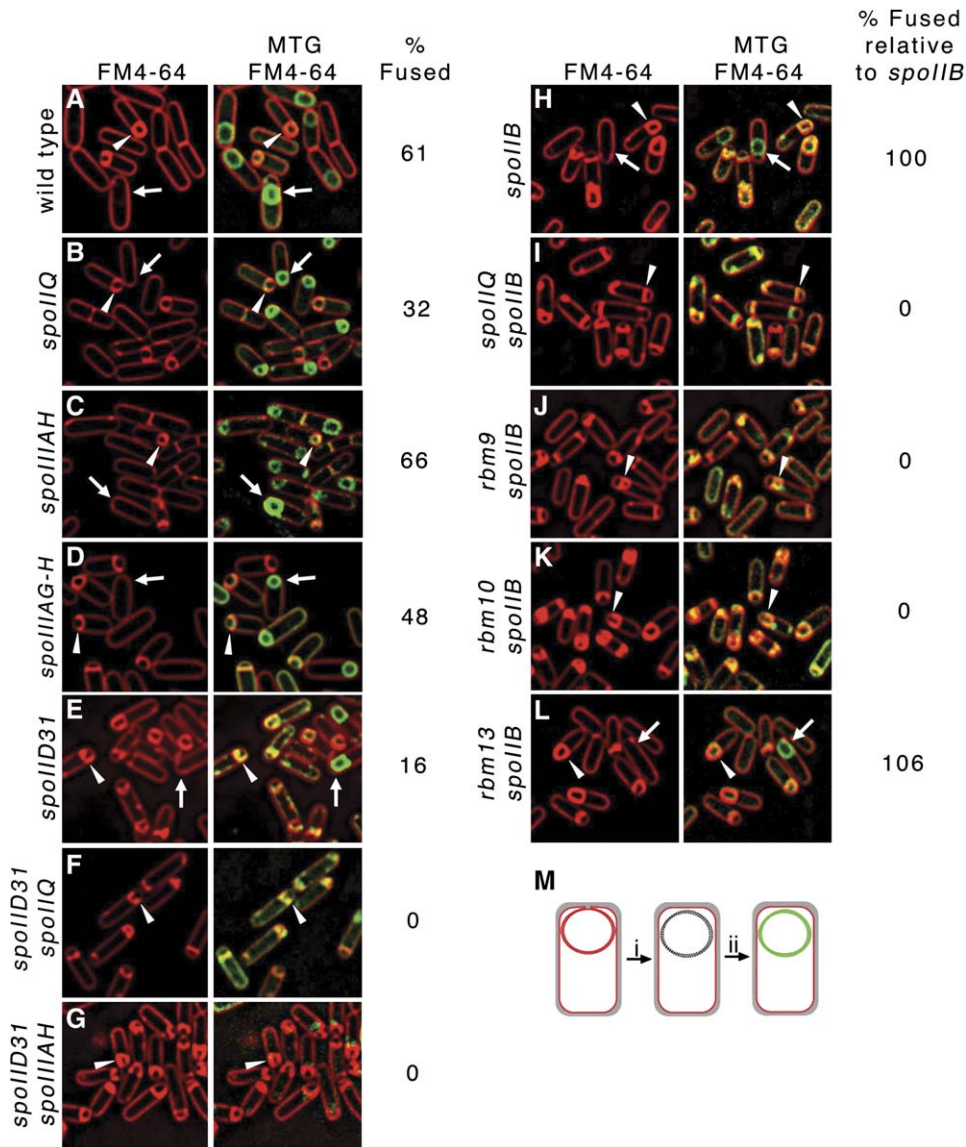 FM4-64
MTG
FM4-64
%
Fused
wild type
A
61
spoIIQ
B
32
spoIIIAH
C
66
spoIIIAG-H
D
48
spoIID31
E
16
spoIID31
spoIIQ
F
0
spoIID31
spoIIIAH
G
0
FM4-64
MTG
FM4-64
% Fused
relative
to spoIIB
spoIIB
H
100
spoIIQ
spoIIB
I
0
rbm9
spoIIB
J
0
rbm10
spoIIB
K
0
rbm13
spoIIB
L
106
M
i
ii